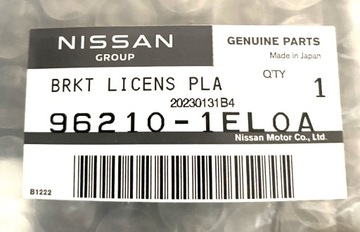 NISSAN
GROUP
GENUINE PARTS
Made in Japan
QTY
1
BRKT LICENS PLA
20230131B4
96210-1EL0A
Nissan Motor Co., Ltd.
B1222